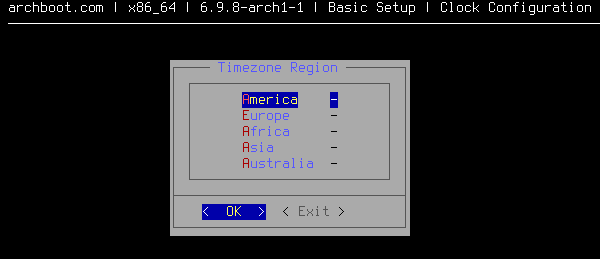 archboot.com | x86_64 | 6.9.8-arch1-1 | Basic Setup | Clock Configuration
Timezone Region
America -
Europe -
Africa -
Asia -
Australia -
< OK > < Exit >